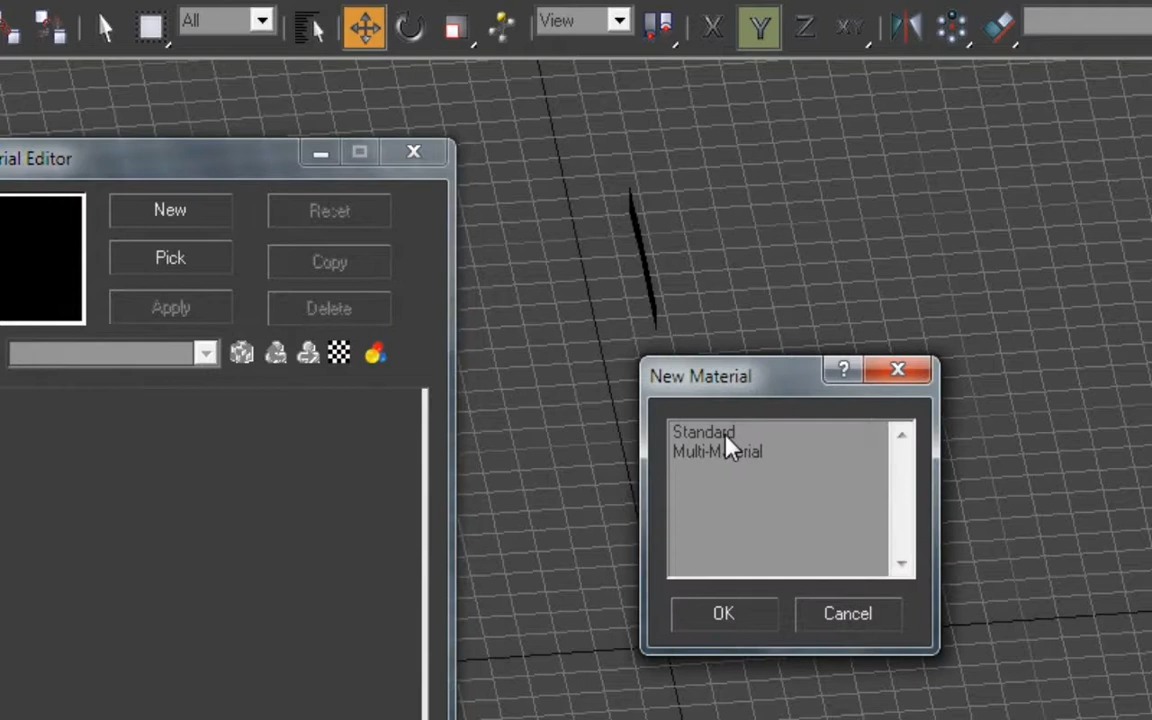 All
View
X
Y
Z
XY
rial Editor
New
Reset
Pick
Copy
Apply
Delete
New Material
?
Standard
Multi-Material
OK
Cancel